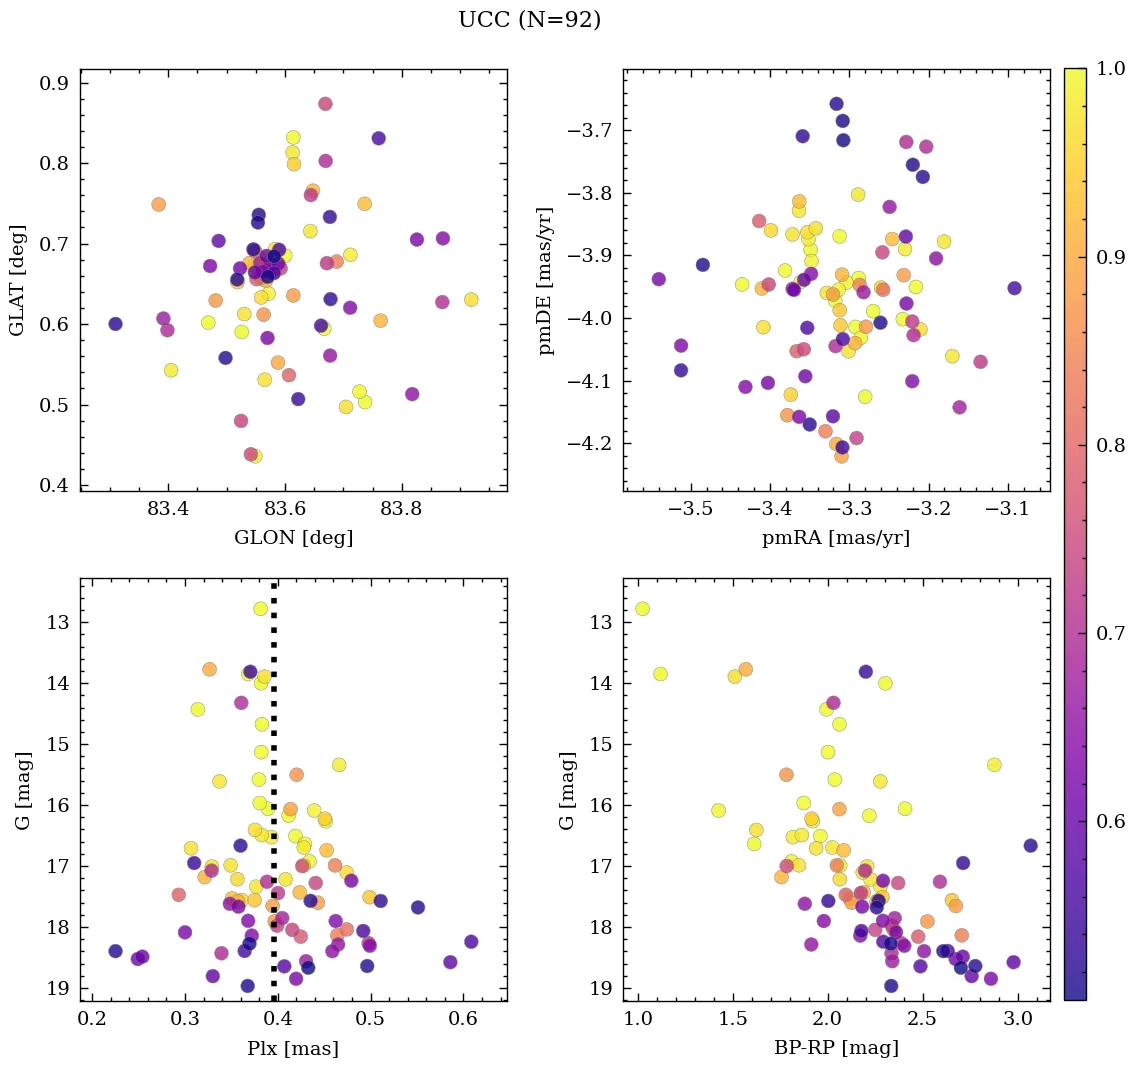 UCC (N=92)
0.9
0.8
0.7
0.6
0.5
0.4
GLAT [deg]
83.4 83.6 83.8
GLON [deg]
−3.7
−3.8
−3.9
−4.0
−4.1
−4.2
pmDE [mas/yr]
−3.5 −3.4 −3.3 −3.2 −3.1
pmRA [mas/yr]
1.0
0.9
0.8
0.7
0.6
13
14
15
16
17
18
19
G [mag]
0.2 0.3 0.4 0.5 0.6
Plx [mas]
13
14
15
16
17
18
19
G [mag]
1.0 1.5 2.0 2.5 3.0
BP-RP [mag]